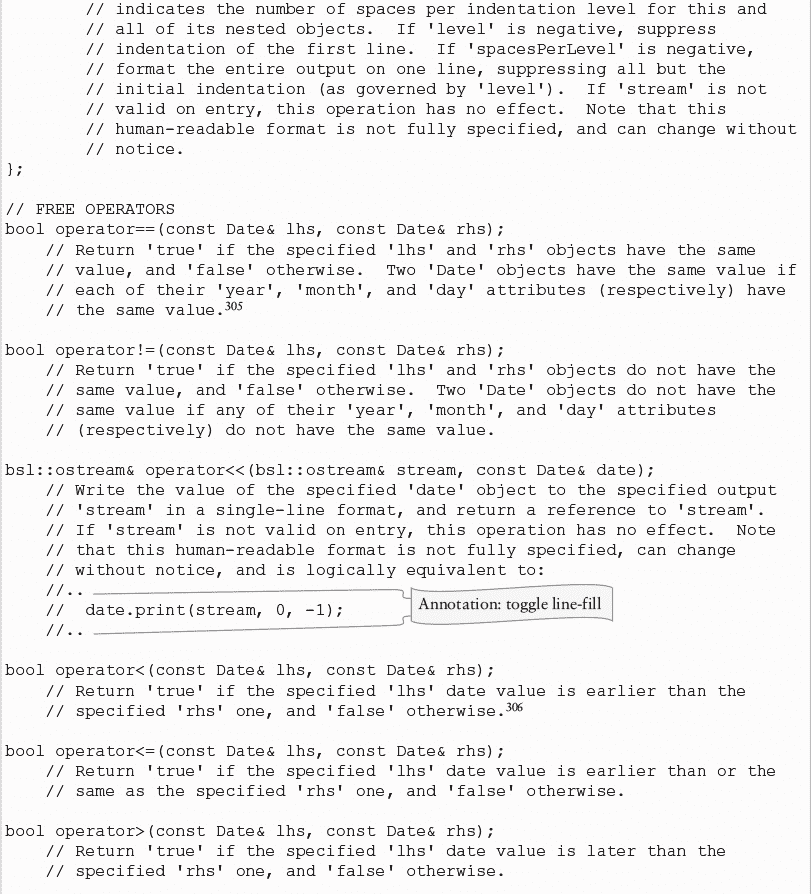 // indicates the number of spaces per indentation level for this and
        // all of its nested objects.  If 'level' is negative, suppress
        // indentation of the first line.  If 'spacesPerLevel' is negative,
        // format the entire output on one line, suppressing all but the
        // initial indentation (as governed by 'level').  If 'stream' is not
        // valid on entry, this operation has no effect.  Note that this
        // human-readable format is not fully specified, and can change without
        // notice.
};

// FREE OPERATORS
bool operator==(const Date& lhs, const Date& rhs);
    // Return 'true' if the specified 'lhs' and 'rhs' objects have the same
    // value, and 'false' otherwise.  Two 'Date' objects have the same value if
    // each of their 'year', 'month', and 'day' attributes (respectively) have
    // the same value.305

bool operator!=(const Date& lhs, const Date& rhs);
    // Return 'true' if the specified 'lhs' and 'rhs' objects do not have the
    // same value, and 'false' otherwise.  Two 'Date' objects do not have the
    // same value if any of their 'year', 'month', and 'day' attributes
    // (respectively) do not have the same value.

bsl::ostream& operator<<(bsl::ostream& stream, const Date& date);
    // Write the value of the specified 'date' object to the specified output
    // 'stream' in a single-line format, and return a reference to 'stream'.
    // If 'stream' is not valid on entry, this operation has no effect.  Note
    // that this human-readable format is not fully specified, can change
    // without notice, and is logically equivalent to:
    //..
    //  date.print(stream, 0, -1);
    //..
Annotation: toggle line-fill

bool operator<(const Date& lhs, const Date& rhs);
    // Return 'true' if the specified 'lhs' date value is earlier than the
    // specified 'rhs' one, and 'false' otherwise.306

bool operator<=(const Date& lhs, const Date& rhs);
    // Return 'true' if the specified 'lhs' date value is earlier than or the
    // same as the specified 'rhs' one, and 'false' otherwise.

bool operator>(const Date& lhs, const Date& rhs);
    // Return 'true' if the specified 'lhs' date value is later than the
    // specified 'rhs' one, and 'false' otherwise.